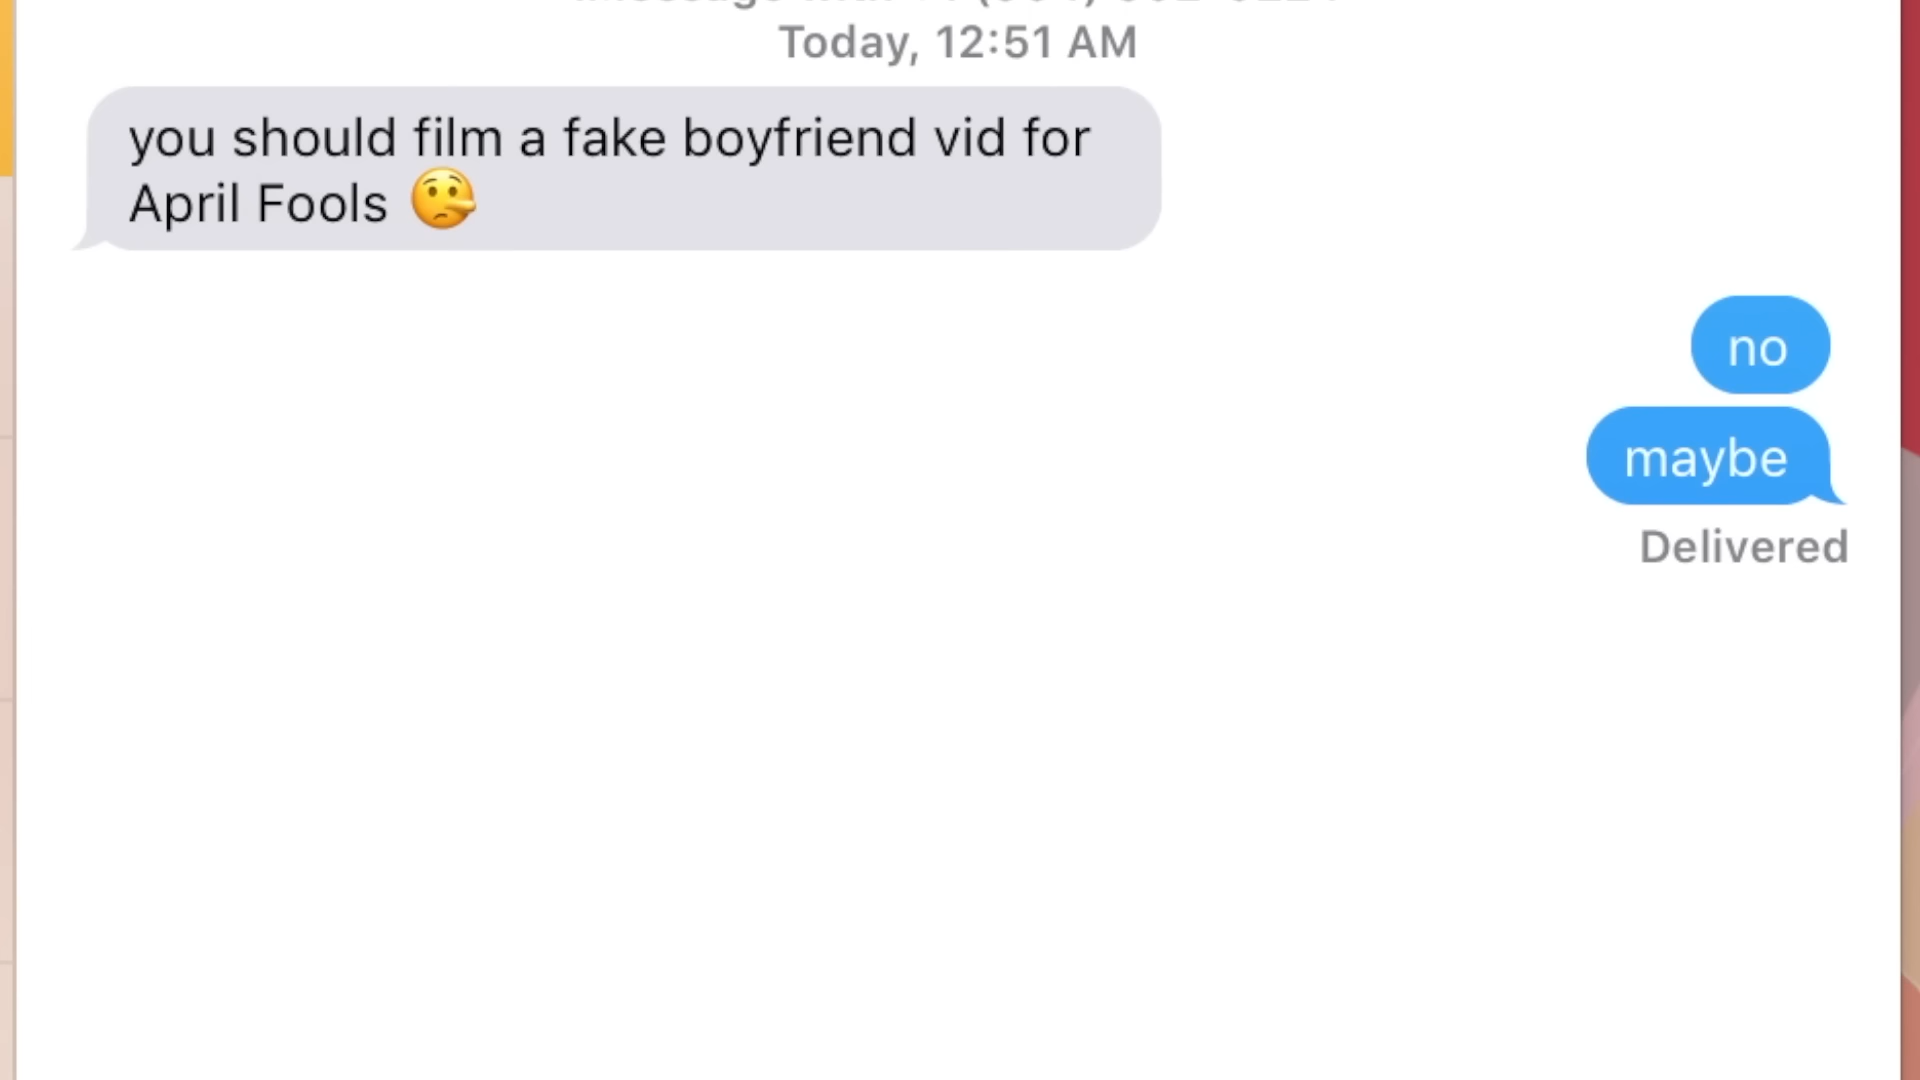 Today, 12:51 AM
you should film a fake boyfriend vid for
April Fools 🤥
no
maybe
Delivered